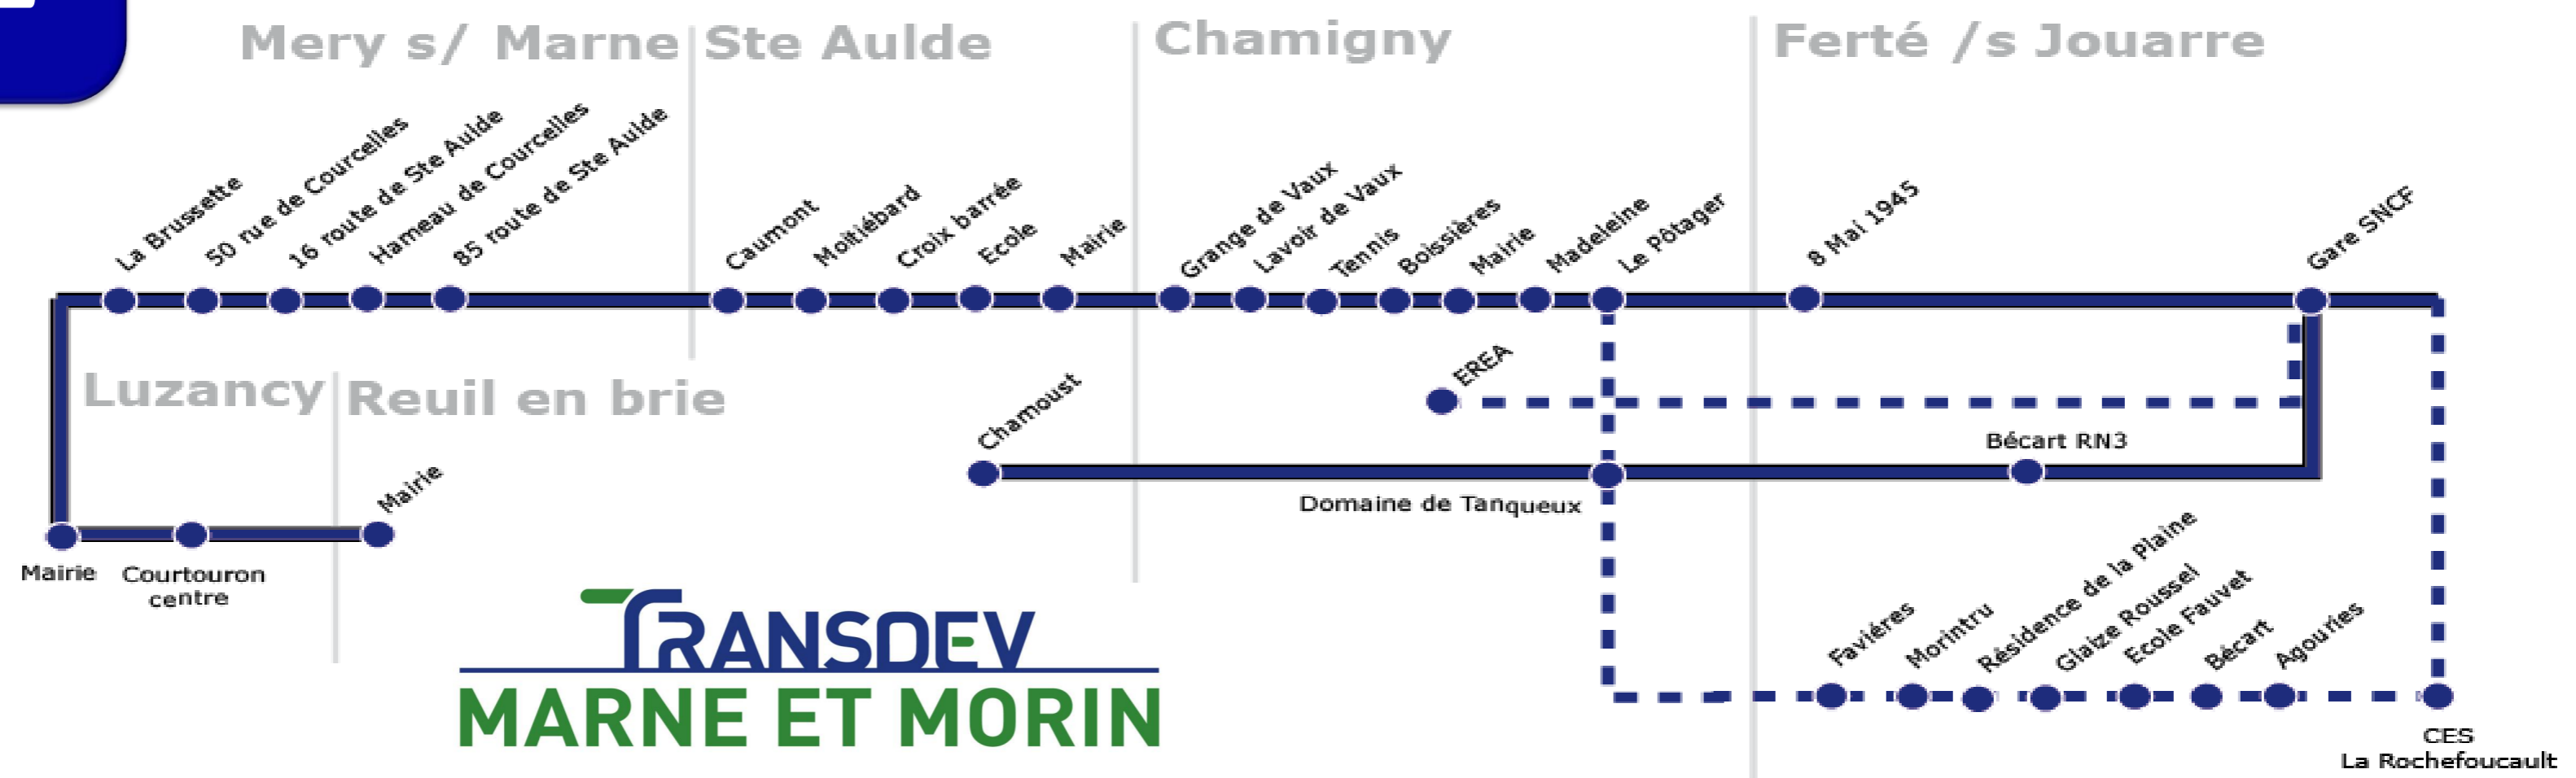 Mery s/ Marne
Ste Aulde
Chamigny
Ferté /s Jouarre
La Brussette
50 rue de Courcelles
16 route de Ste Aulde
Hameau de Courcelles
85 route de Ste Aulde
Caumont
Moitiébard
Croix barrée
Ecole
Mairie
Grange de Vaux
Lavoir de Vaux
Tennis
Boissières
Mairie
Madeleine
Le Pôtager
8 Mai 1945
Gare SNCF
Luzancy
Reuil en brie
EREA
Chamoust
Bécart RN3
Domaine de Tanqueux
Mairie
Mairie
Courtouron
centre
Faviéres
Morintru
Résidence de la Plaine
Glaize Roussel
Ecole Fauvet
Bécart
Agouries
CES
La Rochefoucault
TRANSDEV
MARNE ET MORIN